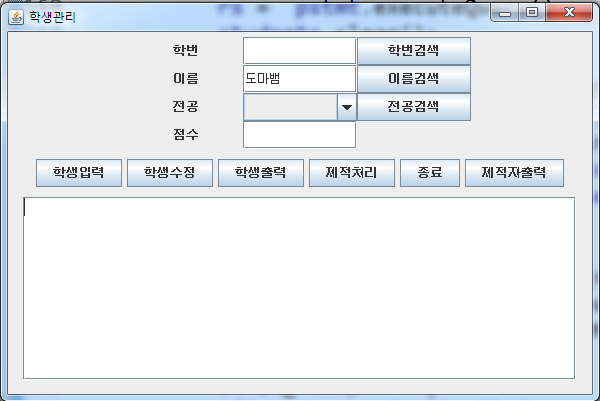 학생관리
학번 학번검색
이름 도마뱀 이름검색
전공 전공검색
점수
학생입력 학생수정 학생출력 제적처리 종료 제적자출력